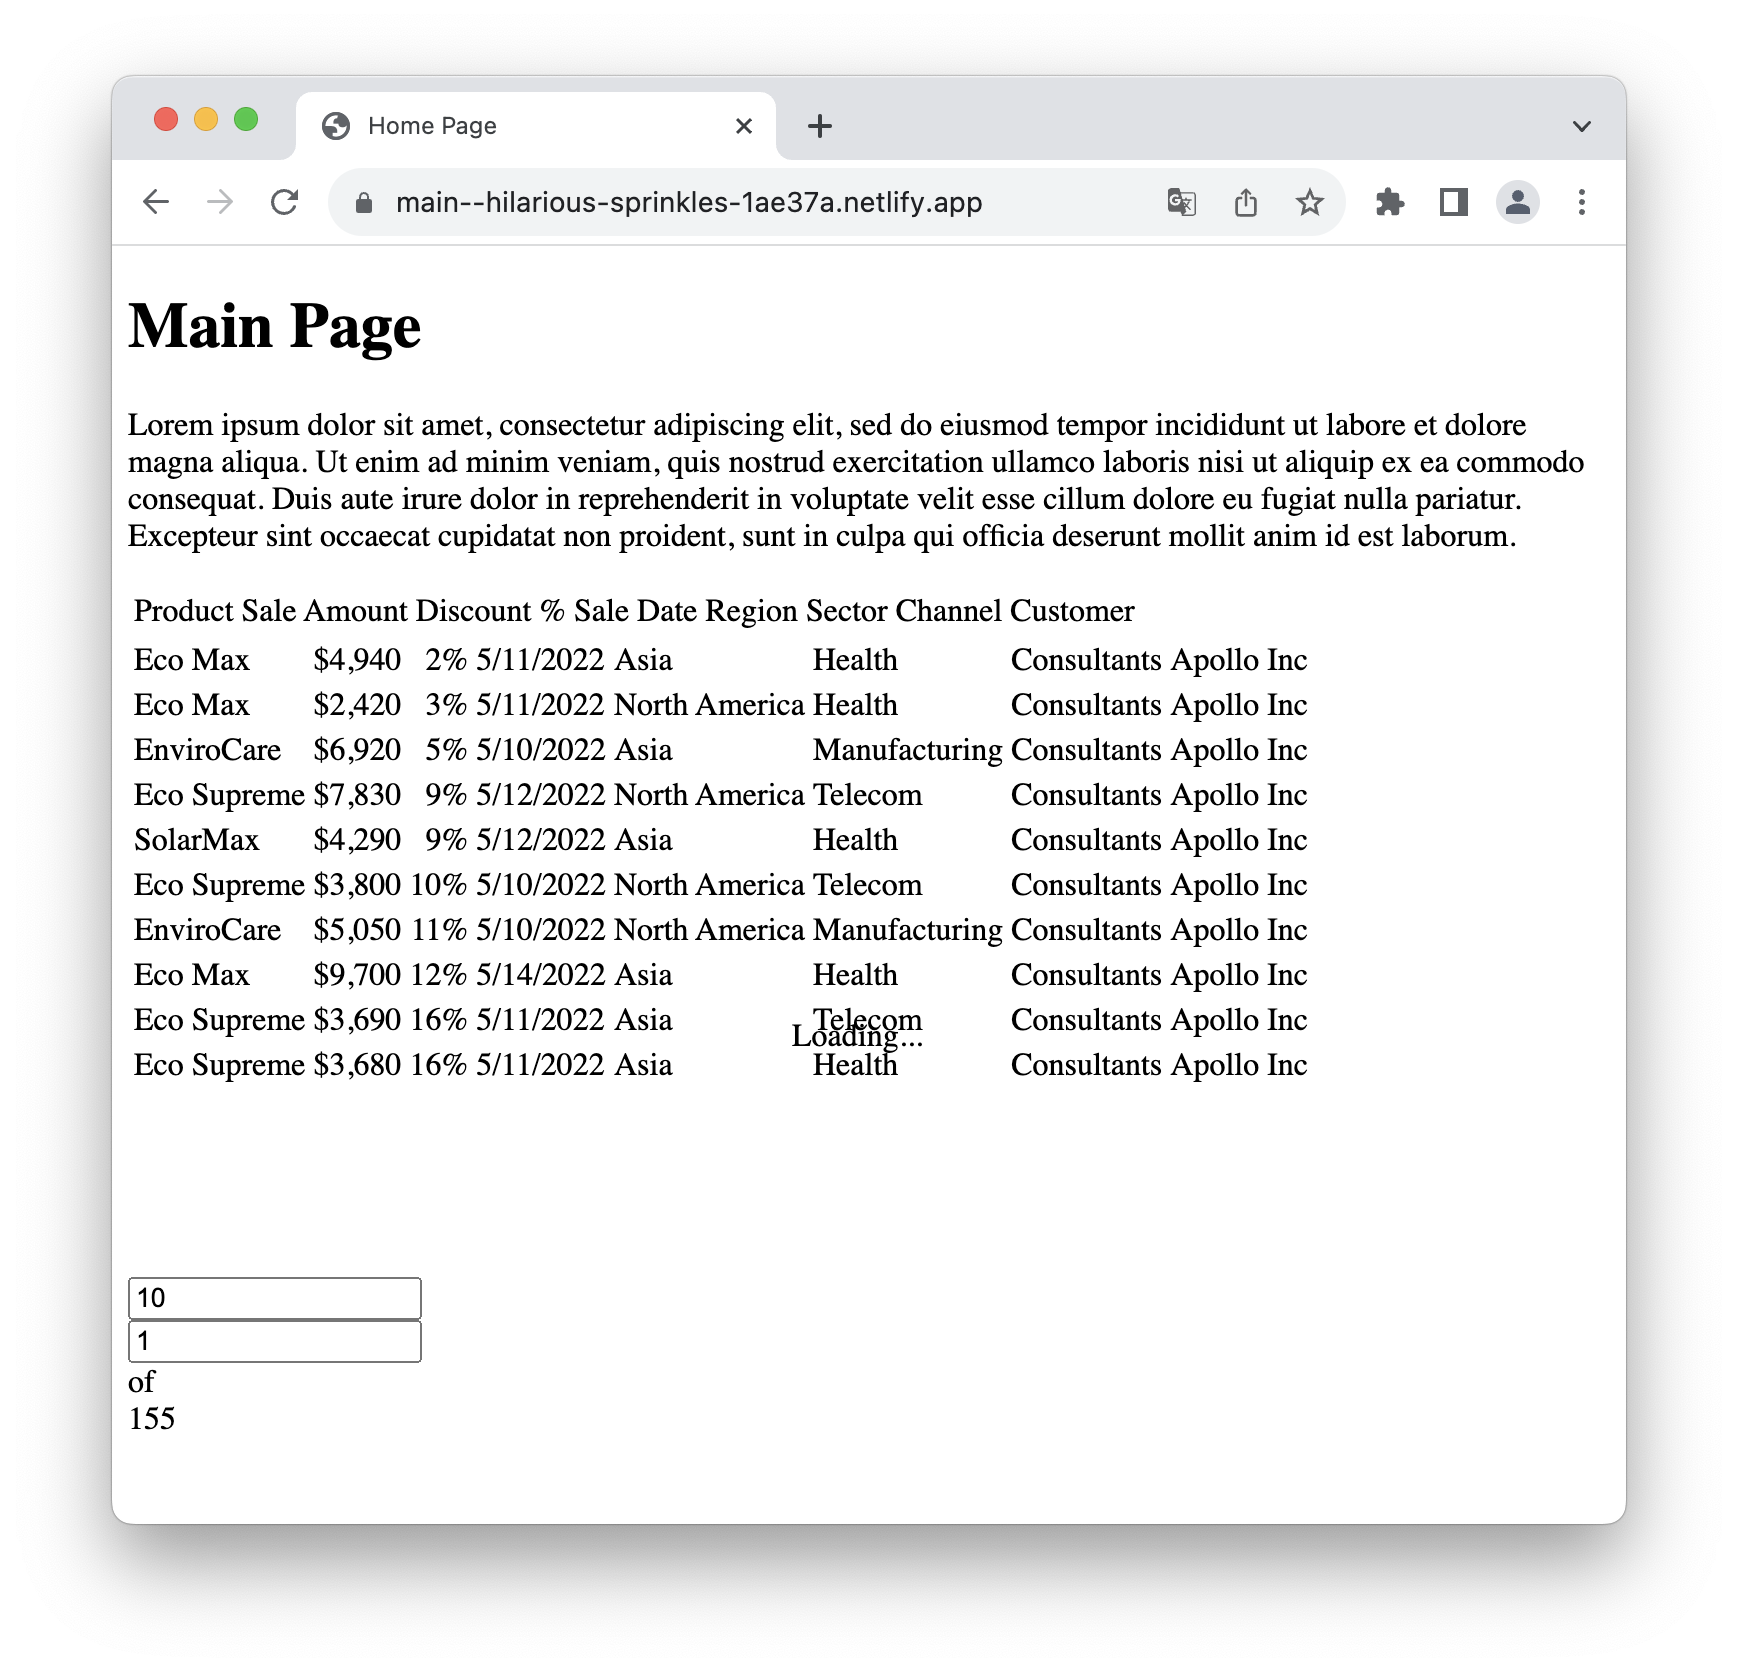 Home Page
main--hilarious-sprinkles-1ae37a.netlify.app
Main Page
Lorem ipsum dolor sit amet, consectetur adipiscing elit, sed do eiusmod tempor incididunt ut labore et dolore
magna aliqua. Ut enim ad minim veniam, quis nostrud exercitation ullamco laboris nisi ut aliquip ex ea commodo
consequat. Duis aute irure dolor in reprehenderit in voluptate velit esse cillum dolore eu fugiat nulla pariatur.
Excepteur sint occaecat cupidatat non proident, sunt in culpa qui officia deserunt mollit anim id est laborum.
Product Sale Amount Discount % Sale Date Region Sector Channel Customer
Eco Max $4,940 2% 5/11/2022 Asia Health Consultants Apollo Inc
Eco Max $2,420 3% 5/11/2022 North America Health Consultants Apollo Inc
EnviroCare $6,920 5% 5/10/2022 Asia Manufacturing Consultants Apollo Inc
Eco Supreme $7,830 9% 5/12/2022 North America Telecom Consultants Apollo Inc
SolarMax $4,290 9% 5/12/2022 Asia Health Consultants Apollo Inc
Eco Supreme $3,800 10% 5/10/2022 North America Telecom Consultants Apollo Inc
EnviroCare $5,050 11% 5/10/2022 North America Manufacturing Consultants Apollo Inc
Eco Max $9,700 12% 5/14/2022 Asia Health Consultants Apollo Inc
Eco Supreme $3,690 16% 5/11/2022 Asia Telecom Consultants Apollo Inc
Loading...
Eco Supreme $3,680 16% 5/11/2022 Asia Health Consultants Apollo Inc
10
1
of
155